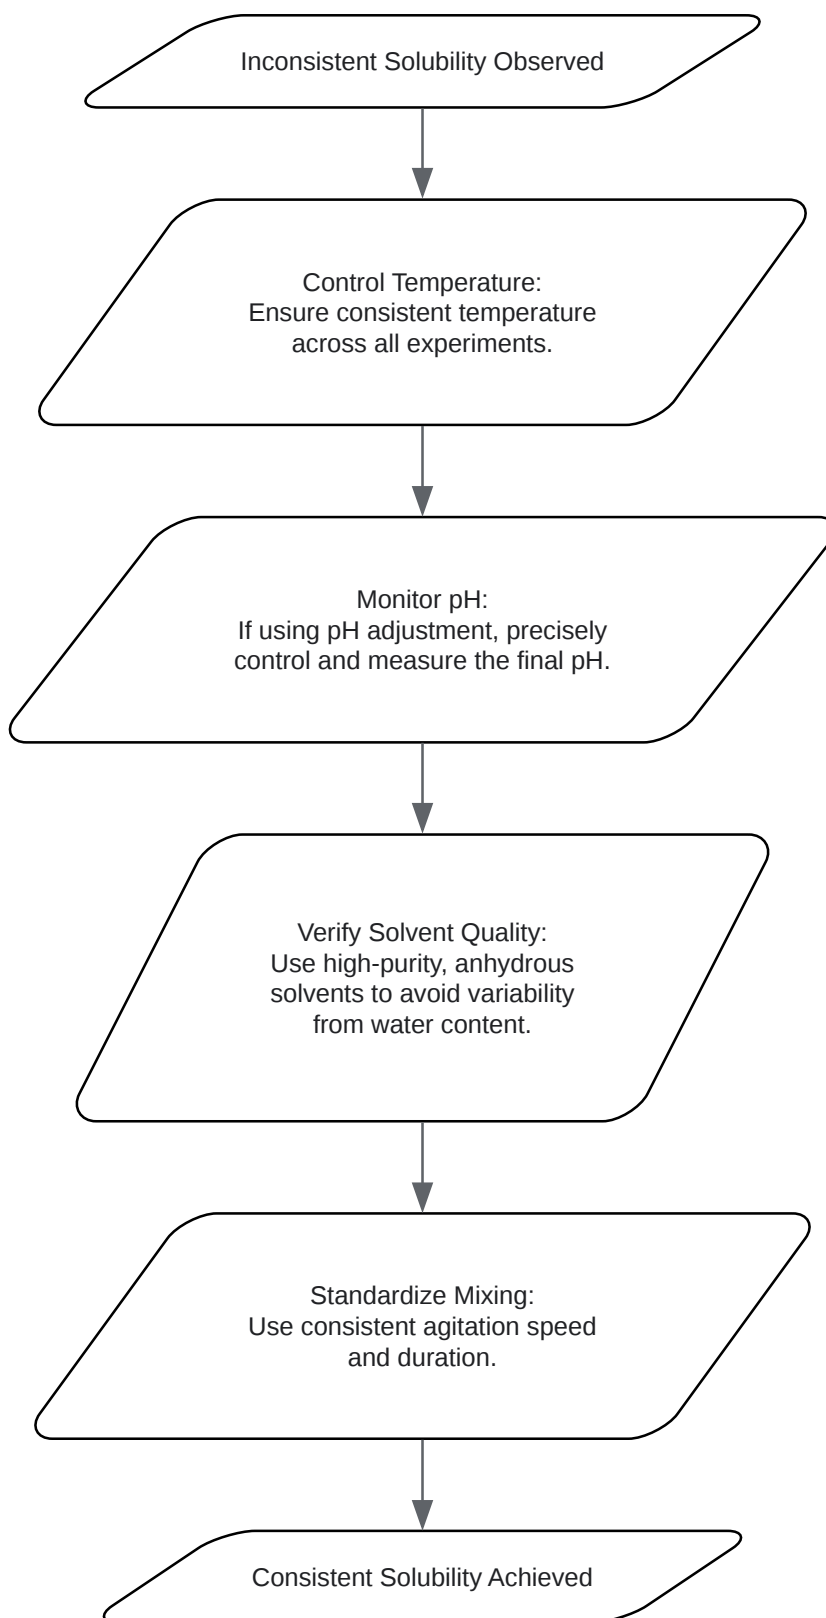 Inconsistent Solubility Observed
Control Temperature:
Ensure consistent temperature
across all experiments.
Monitor pH:
If using pH adjustment, precisely
control and measure the final pH.
Verify Solvent Quality:
Use high-purity, anhydrous
solvents to avoid variability
from water content.
Standardize Mixing:
Use consistent agitation speed
and duration.
Consistent Solubility Achieved